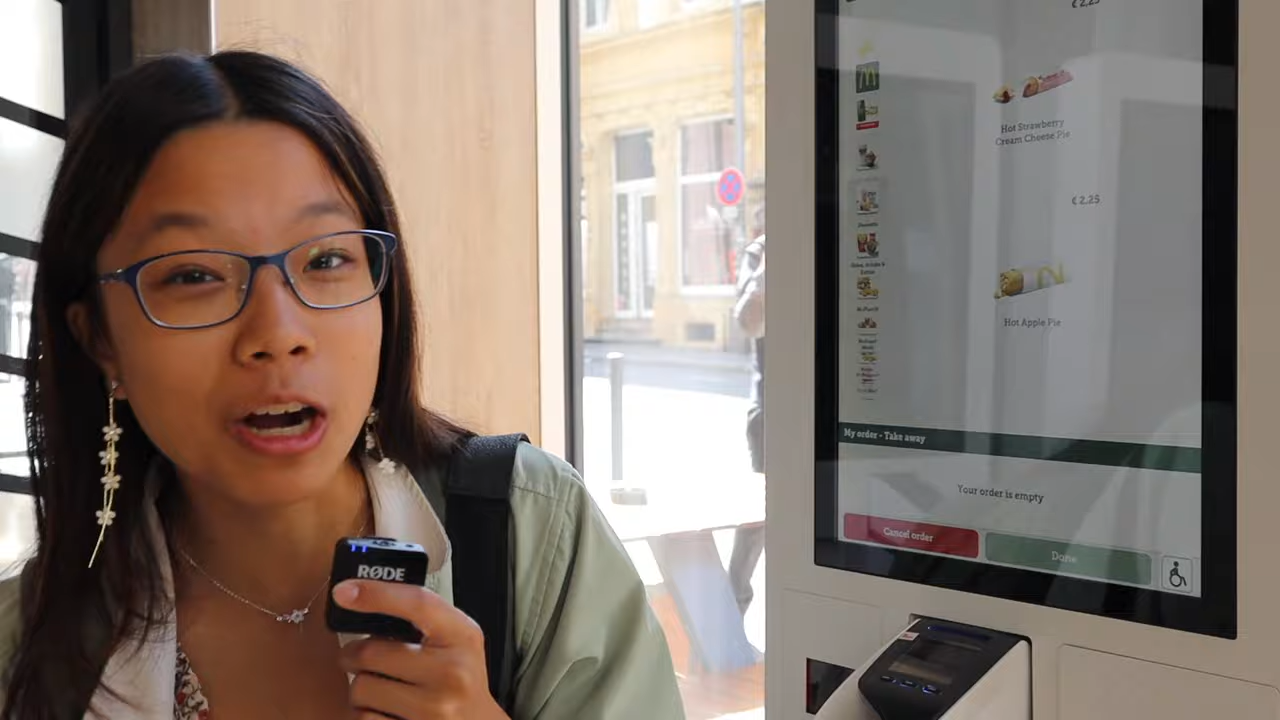 € 2,25
Hot Strawberry
Cream Cheese Pie
€ 2,25
Hot Apple Pie
Desserts
My order - Take away
Your order is empty
Cancel order
Done
RØDE